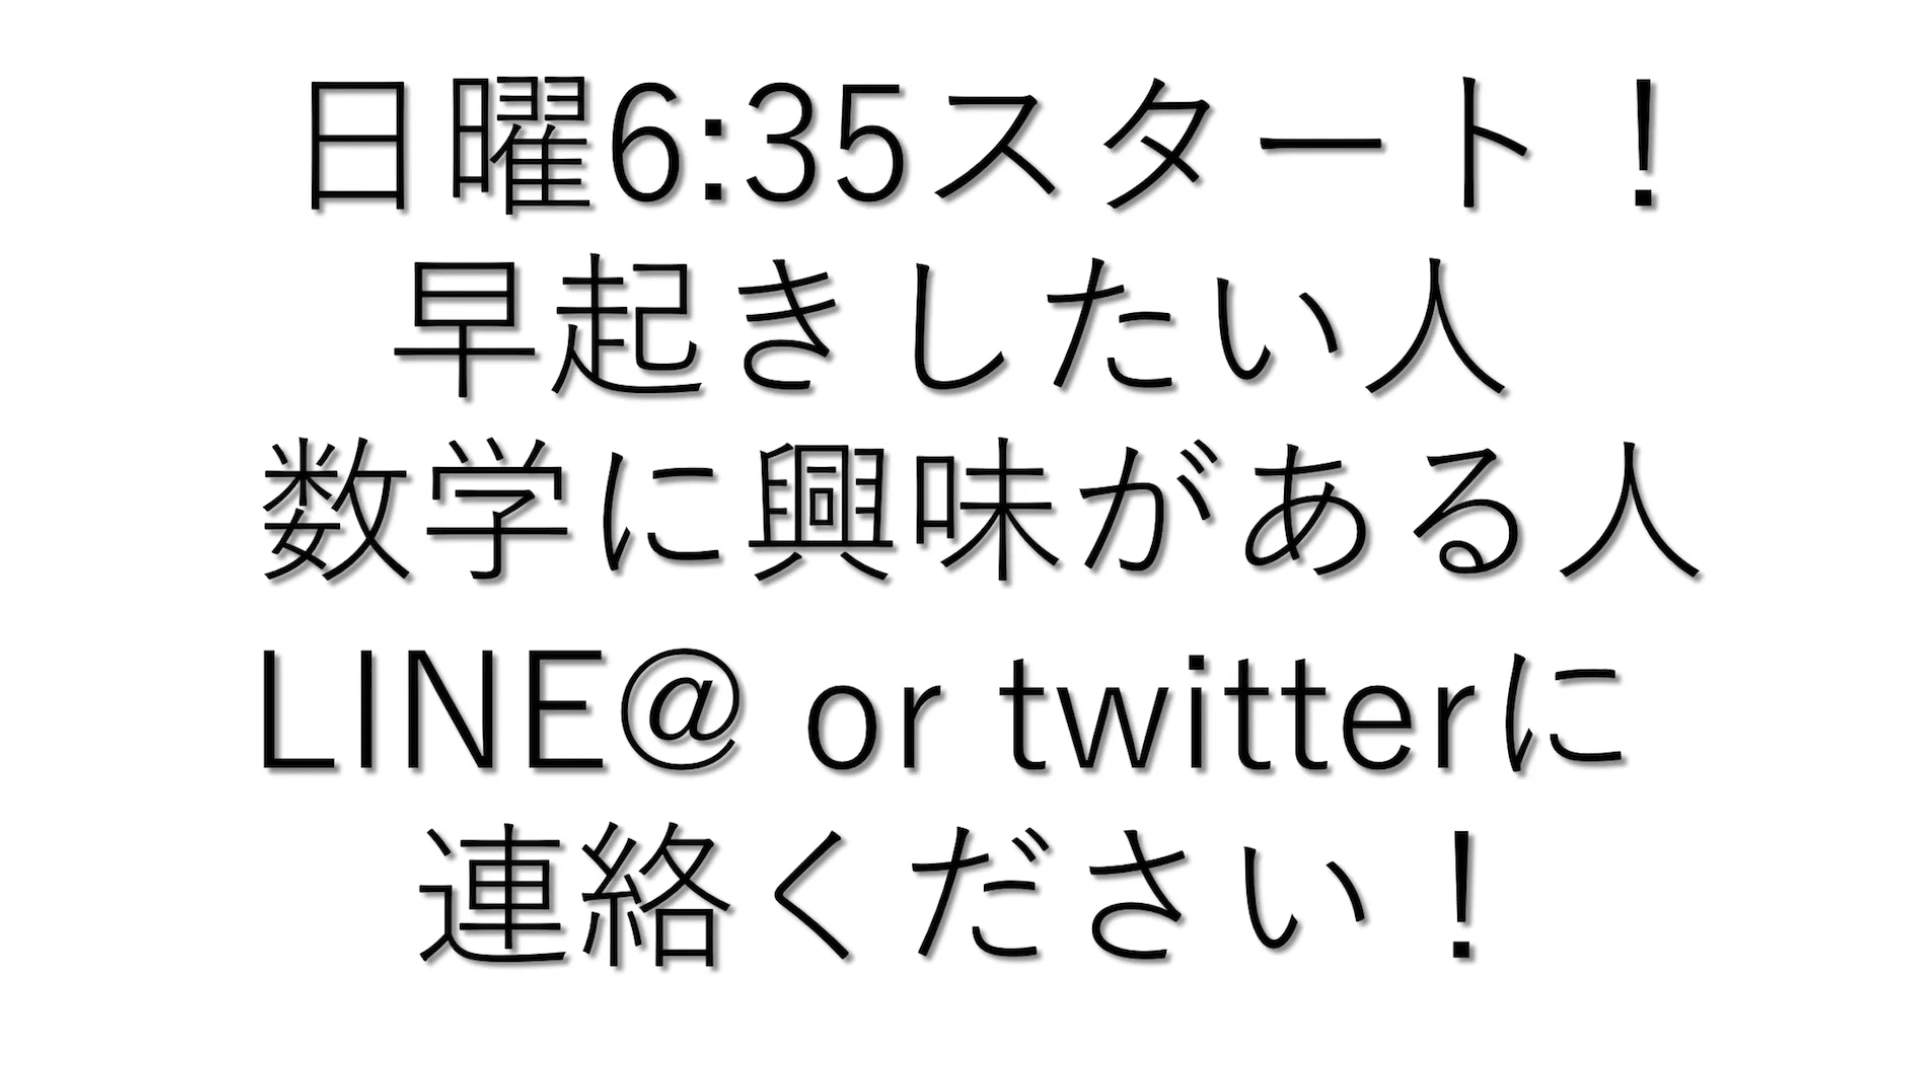 日曜6:35スタート！
早起きしたい人
数学に興味がある人
LINE@ or twitterに
連絡ください！